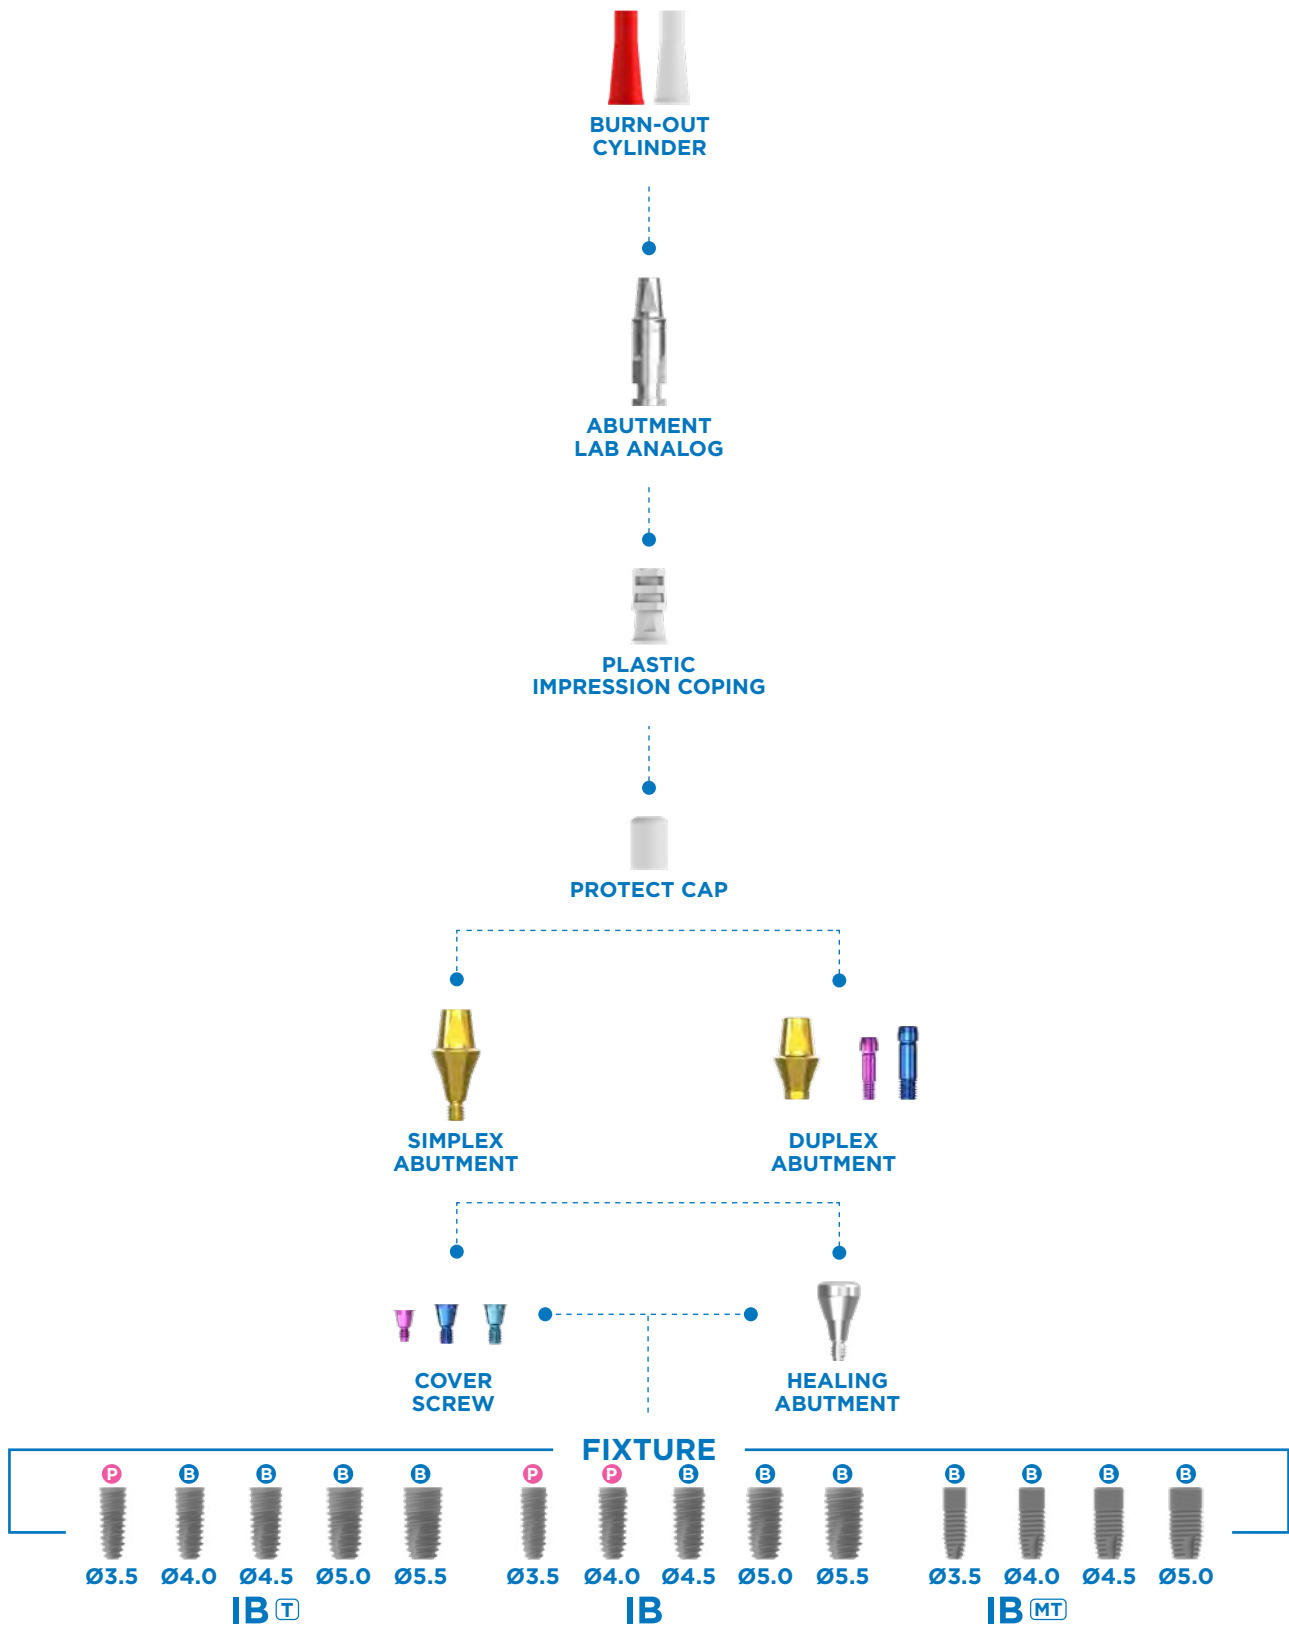 BURN-OUT
CYLINDER
ABUTMENT
LAB ANALOG
PLASTIC
IMPRESSION COPING
PROTECT CAP
SIMPLEX
ABUTMENT
DUPLEX
ABUTMENT
COVER
SCREW
HEALING
ABUTMENT
FIXTURE
P B B B B P P B B B B B B B
Ø3.5 Ø4.0 Ø4.5 Ø5.0 Ø5.5 Ø3.5 Ø4.0 Ø4.5 Ø5.0 Ø5.5 Ø3.5 Ø4.0 Ø4.5 Ø5.0
IB T IB IB MT